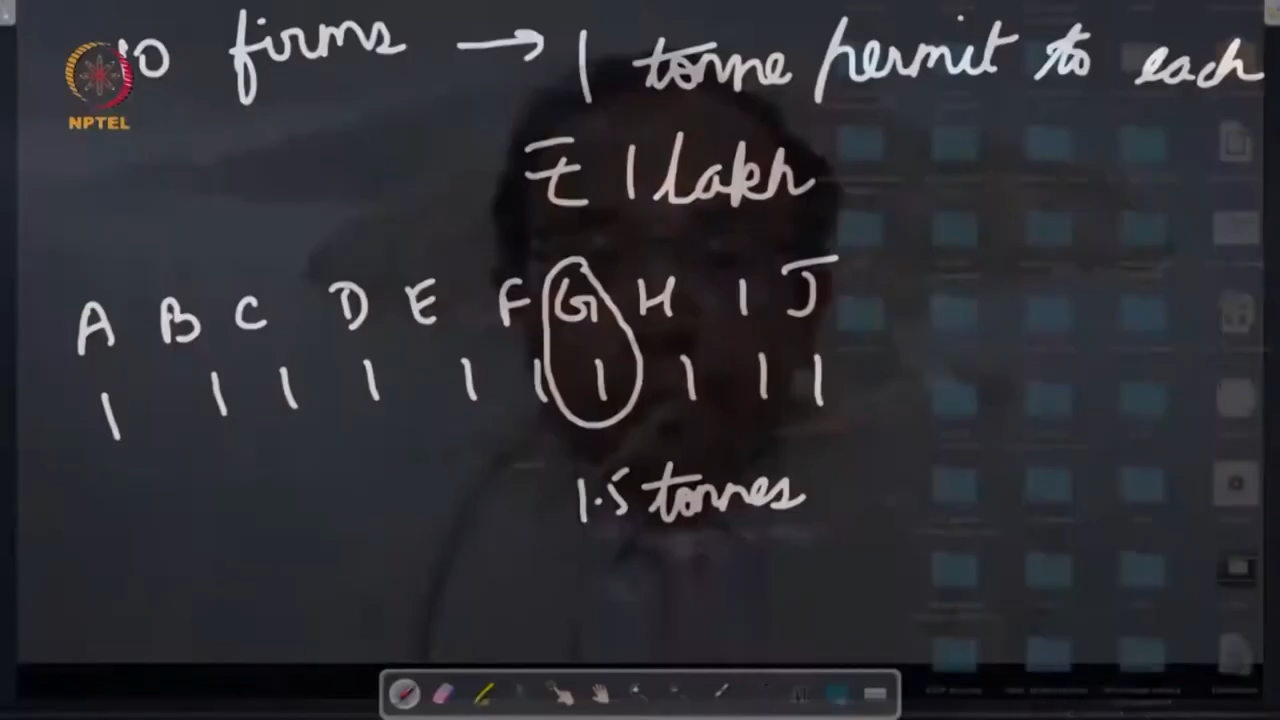 10 firms → 1 tonne permit to each
₹ 1 lakh
A B C D E F G H I J
1 1 1 1 1 1 1 1 1 1
1.5 tonnes
NPTEL